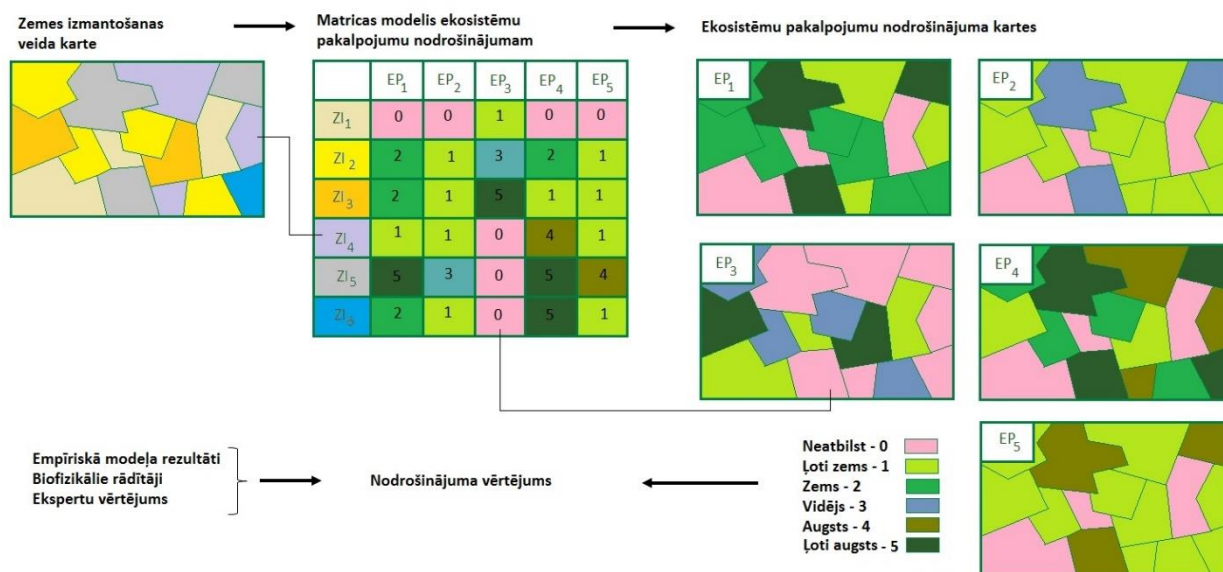 Zemes izmantošanas
veida karte
Matricas modelis ekosistēmu
pakalpojumu nodrošinājumam
Ekosistēmu pakalpojumu nodrošinājuma kartes
EP1 EP2 EP3 EP4 EP5
ZI1 0 0 1 0 0
ZI2 2 1 3 2 1
ZI3 2 1 5 1 1
ZI4 1 1 0 4 1
ZI5 5 3 0 5 4
2 1 0 5 1
EP1
EP2
EP3
EP4
EP5
Empīriskā modeļa rezultāti
Biofizikālie rādītāji
Ekspertu vērtējums
Nodrošinājuma vērtējums
Neatbilst - 0
Ļoti zems - 1
Zems - 2
Vidējs - 3
Augsts - 4
Ļoti augsts - 5